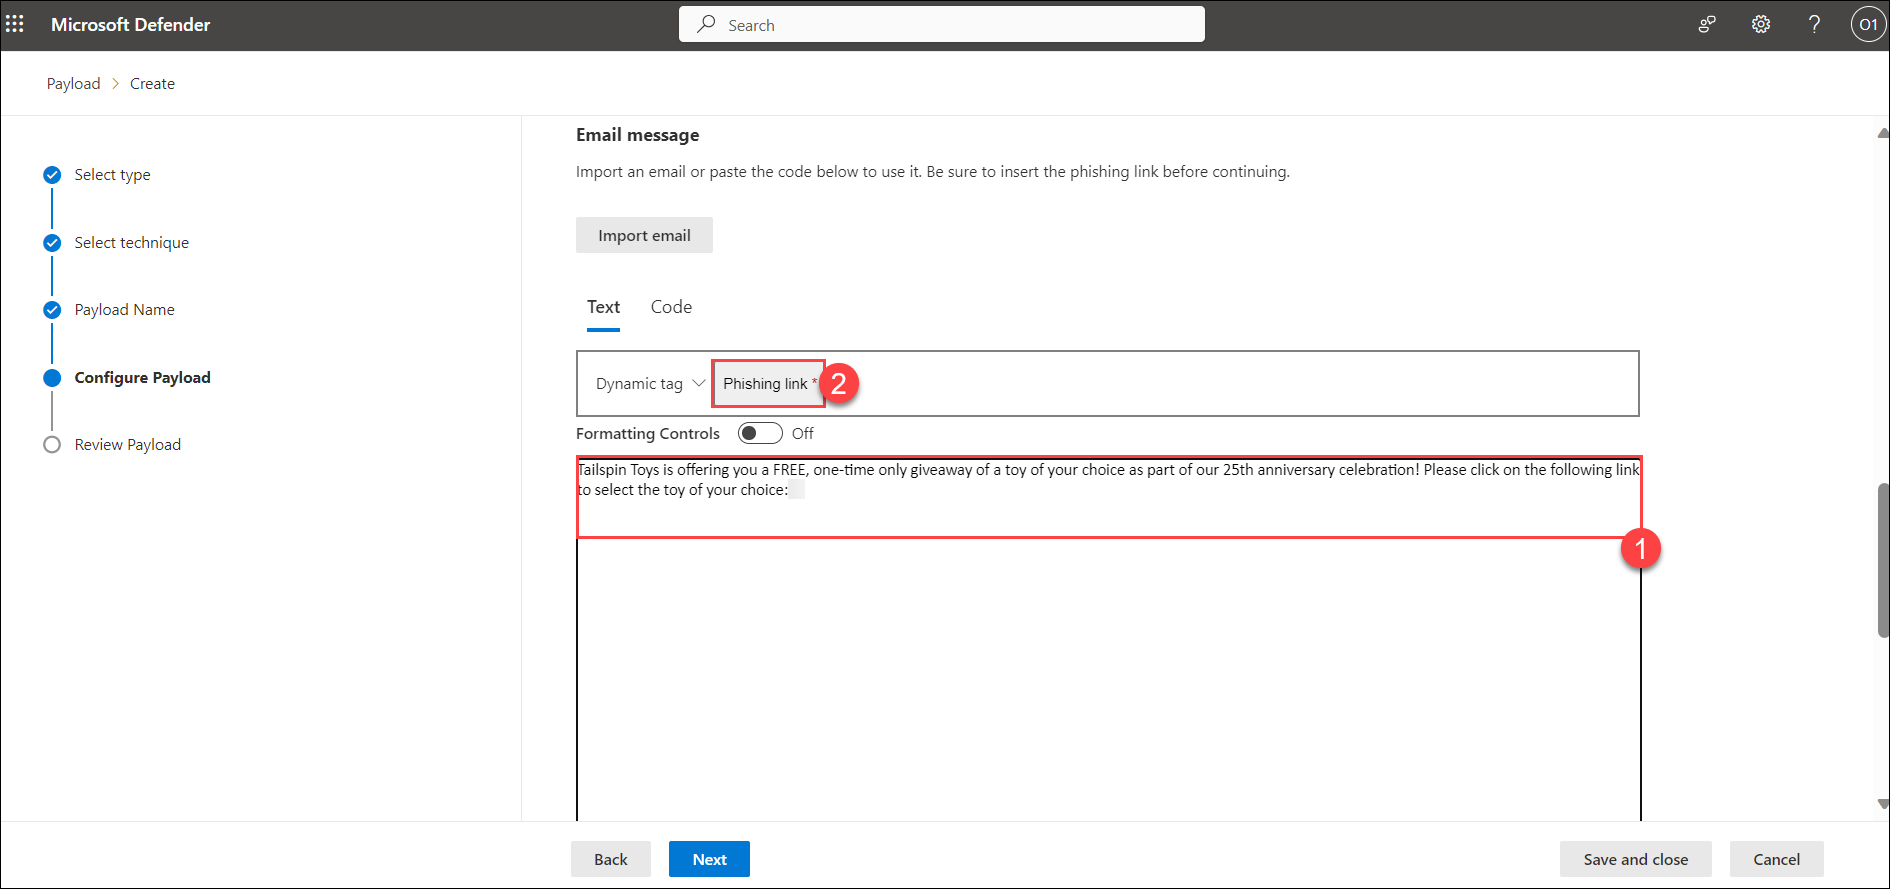 Microsoft Defender
Search
?
O1
Payload > Create
Select type
Select technique
Payload Name
Configure Payload
Review Payload
Email message
Import an email or paste the code below to use it. Be sure to insert the phishing link before continuing.
Import email
Text Code
Dynamic tag Phishing link * 2
Formatting Controls Off
Tailspin Toys is offering you a FREE, one-time only giveaway of a toy of your choice as part of our 25th anniversary celebration! Please click on the following link
to select the toy of your choice:
1
Back Next Save and close Cancel